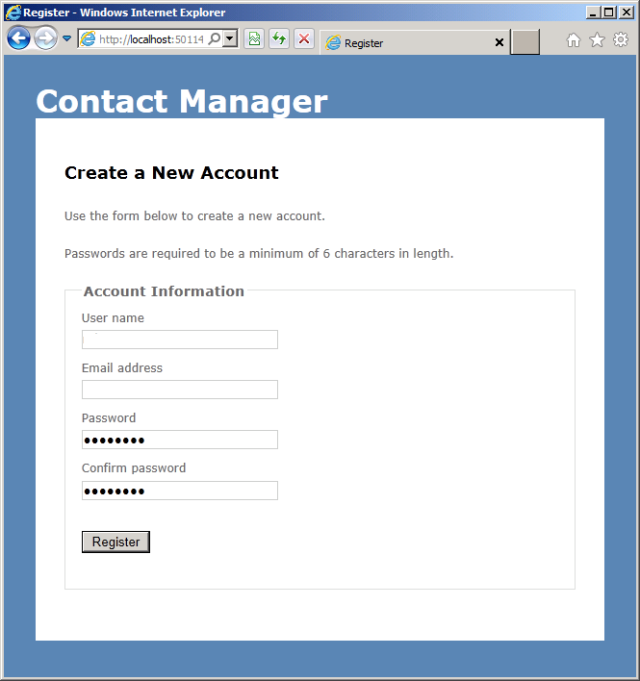 Register - Windows Internet Explorer
http://localhost:50114
Register
Contact Manager
Create a New Account
Use the form below to create a new account.
Passwords are required to be a minimum of 6 characters in length.
Account Information
User name
Email address
Password
●●●●●●●●
Confirm password
●●●●●●●●
Register